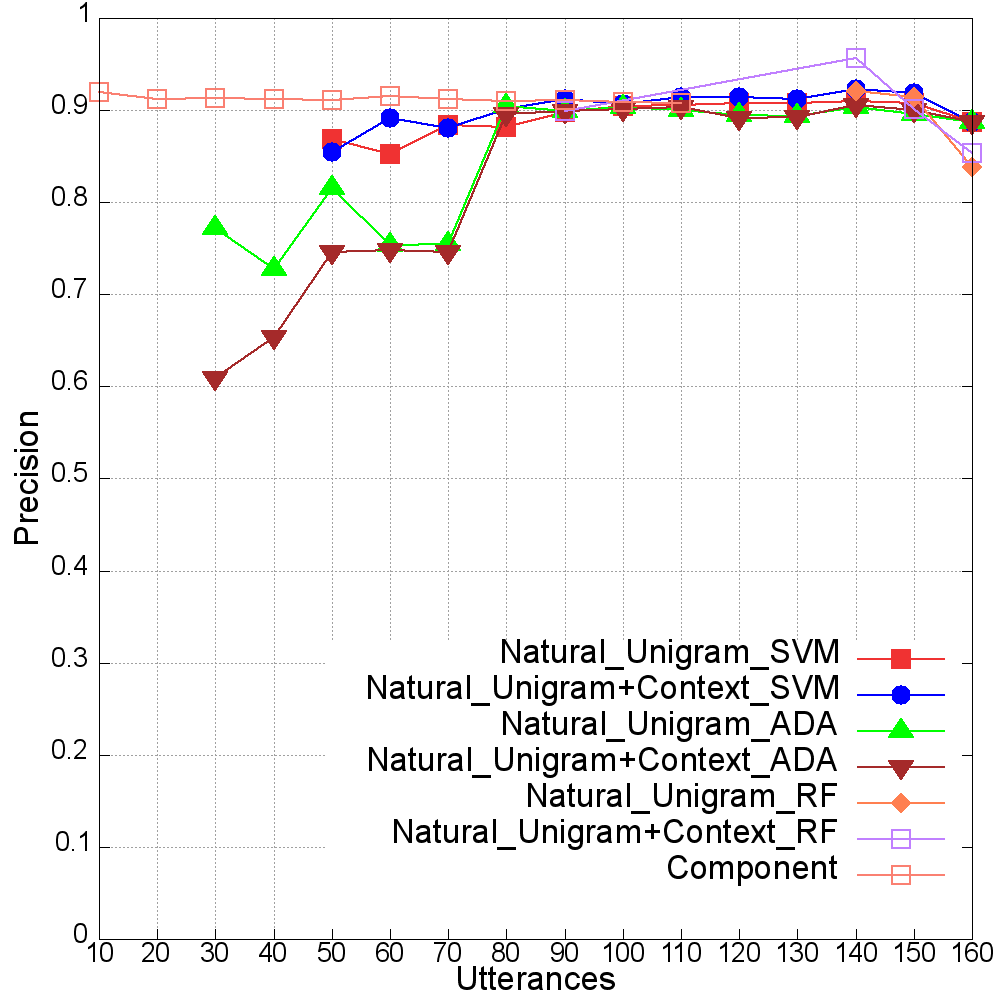 1
0.9
0.8
0.7
0.6
0.5
0.4
0.3
0.2
0.1
0
Precision
Natural_Unigram_SVM
Natural_Unigram+Context_SVM
Natural_Unigram_ADA
Natural_Unigram+Context_ADA
Natural_Unigram_RF
Natural_Unigram+Context_RF
Component
10 20 30 40 50 60 70 80 90 100 110 120 130 140 150 160
Utterances